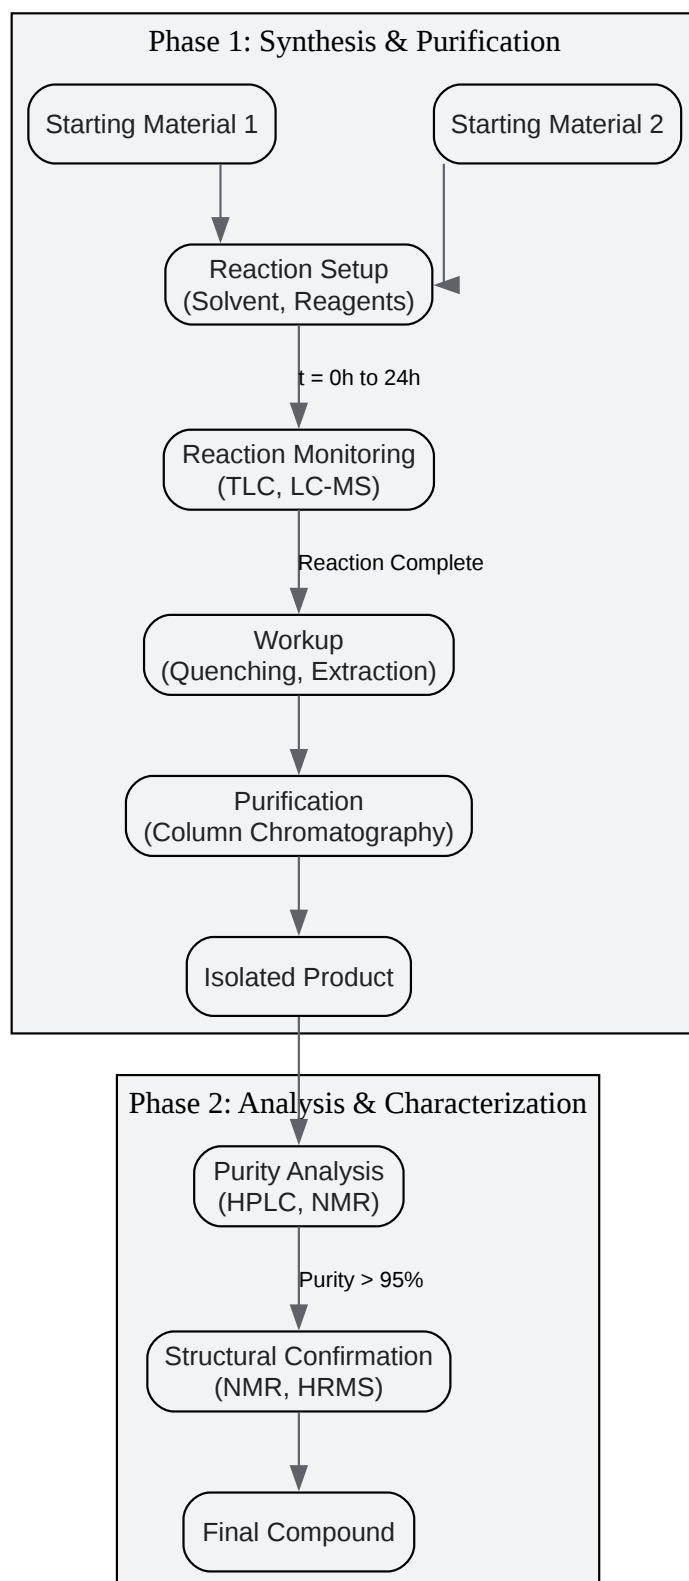 Phase 1: Synthesis & Purification
Starting Material 1
Starting Material 2
Reaction Setup
(Solvent, Reagents)
t = 0h to 24h
Reaction Monitoring
(TLC, LC-MS)
Reaction Complete
Workup
(Quenching, Extraction)
Purification
(Column Chromatography)
Isolated Product
Phase 2: Analysis & Characterization
Purity Analysis
(HPLC, NMR)
Purity > 95%
Structural Confirmation
(NMR, HRMS)
Final Compound